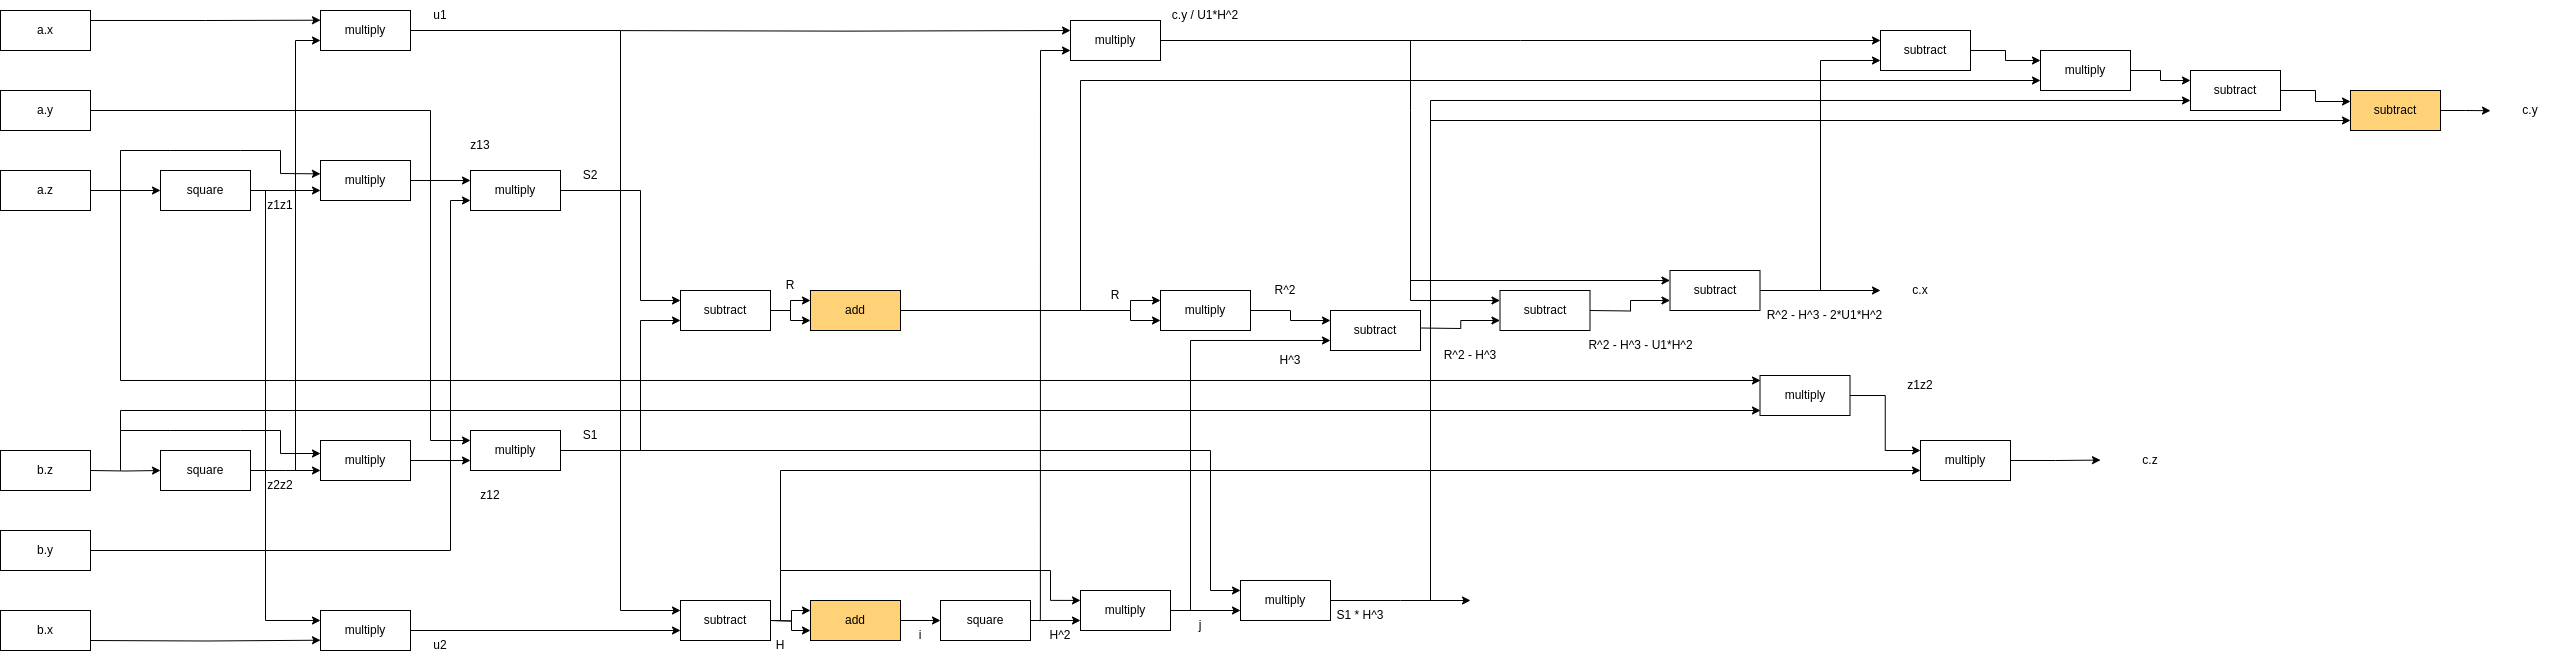 a.x
multiply
u1
multiply
c.y / U1*H^2
subtract
multiply
subtract
subtract
c.y
a.y
z13
a.z
square
z1z1
multiply
multiply
S2
subtract
R
add
R
multiply
R^2
subtract
H^3
R^2 - H^3
subtract
R^2 - H^3 - U1*H^2
subtract
c.x
R^2 - H^3 - 2*U1*H^2
multiply
z1z2
b.z
square
z2z2
multiply
multiply
S1
z12
multiply
c.z
b.y
b.x
multiply
u2
subtract
H
add
i
square
H^2
multiply
j
multiply
S1 * H^3